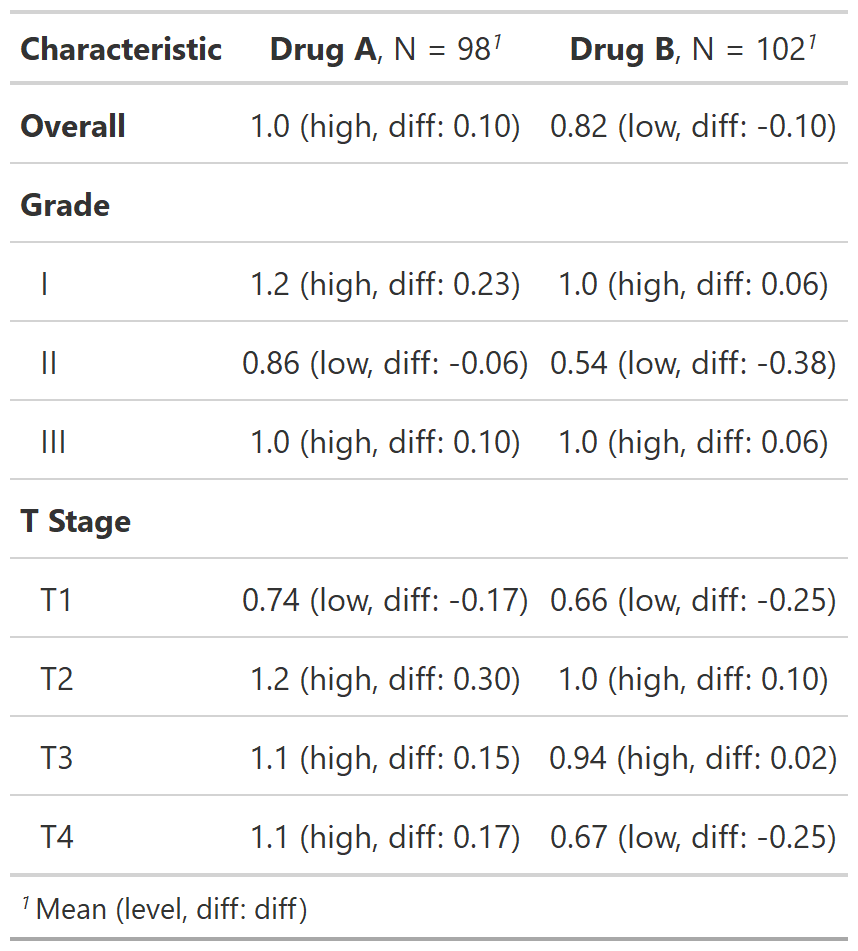 Characteristic Drug A, N = 98¹ Drug B, N = 102¹
Overall 1.0 (high, diff: 0.10) 0.82 (low, diff: -0.10)
Grade
I 1.2 (high, diff: 0.23) 1.0 (high, diff: 0.06)
II 0.86 (low, diff: -0.06) 0.54 (low, diff: -0.38)
III 1.0 (high, diff: 0.10) 1.0 (high, diff: 0.06)
T Stage
T1 0.74 (low, diff: -0.17) 0.66 (low, diff: -0.25)
T2 1.2 (high, diff: 0.30) 1.0 (high, diff: 0.10)
T3 1.1 (high, diff: 0.15) 0.94 (high, diff: 0.02)
T4 1.1 (high, diff: 0.17) 0.67 (low, diff: -0.25)
¹ Mean (level, diff: diff)